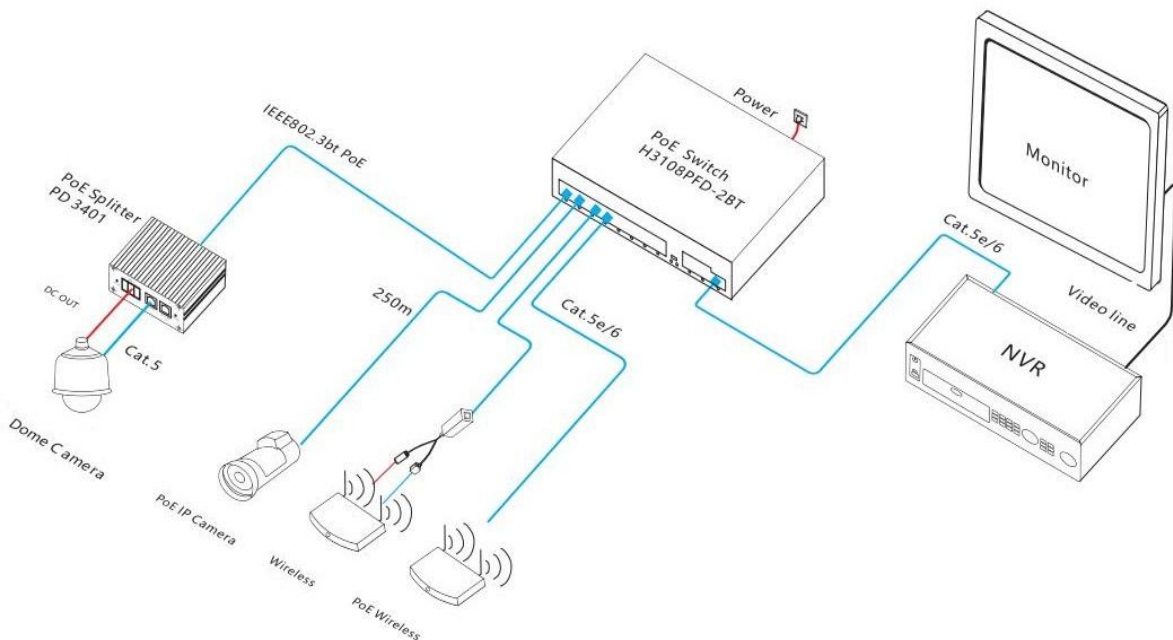 IEEE802.3bt PoE
PoE Splitter
PD 3401
DC OUT
Cat.5
Dome Camera
250m
PoE IP Camera
Wireless
PoE Wireless
Cat.5e/6
Power
PoE Switch
H3108PFD-2BT
Cat.5e/6
Monitor
Video line
NVR